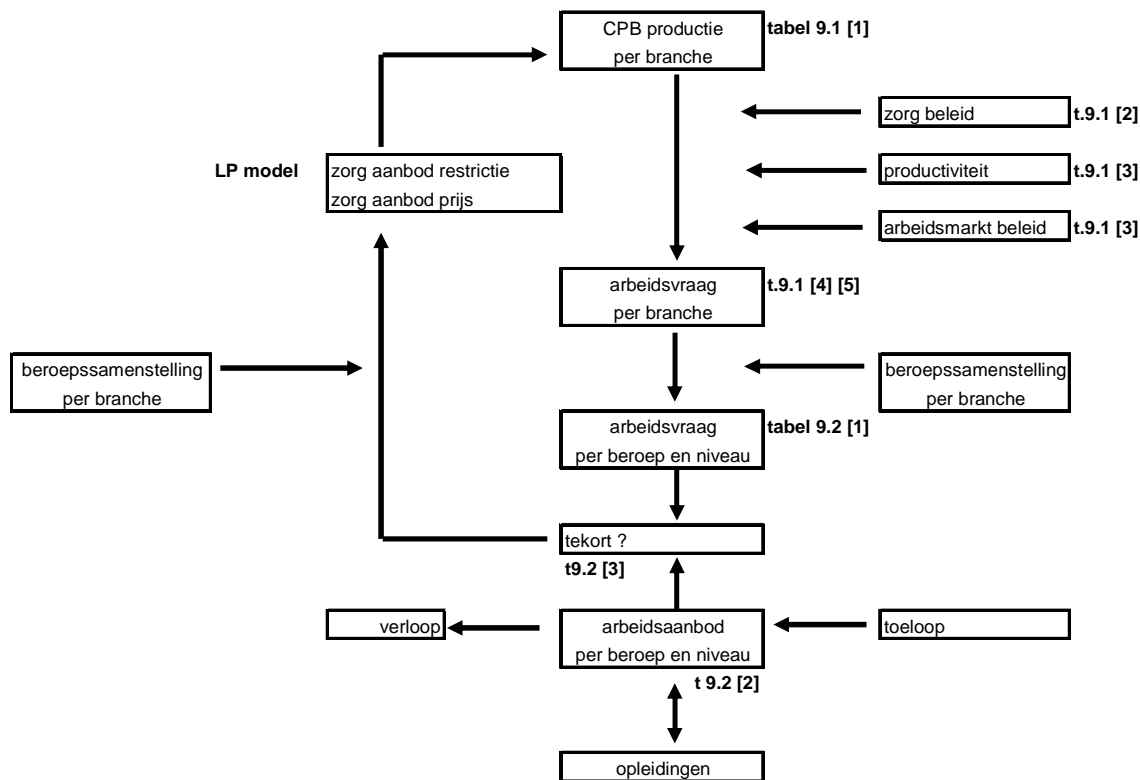 CPB productie
per branche
tabel 9.1 [1]
zorg beleid
t.9.1 [2]
LP model
zorg aanbod restrictie
zorg aanbod prijs
productiviteit
t.9.1 [3]
arbeidsmarkt beleid
t.9.1 [3]
arbeidsvraag
per branche
t.9.1 [4] [5]
beroepssamenstelling
per branche
beroepssamenstelling
per branche
arbeidsvraag
per beroep en niveau
tabel 9.2 [1]
tekort ?
t9.2 [3]
verloop
arbeidsaanbod
per beroep en niveau
toeloop
t 9.2 [2]
opleidingen